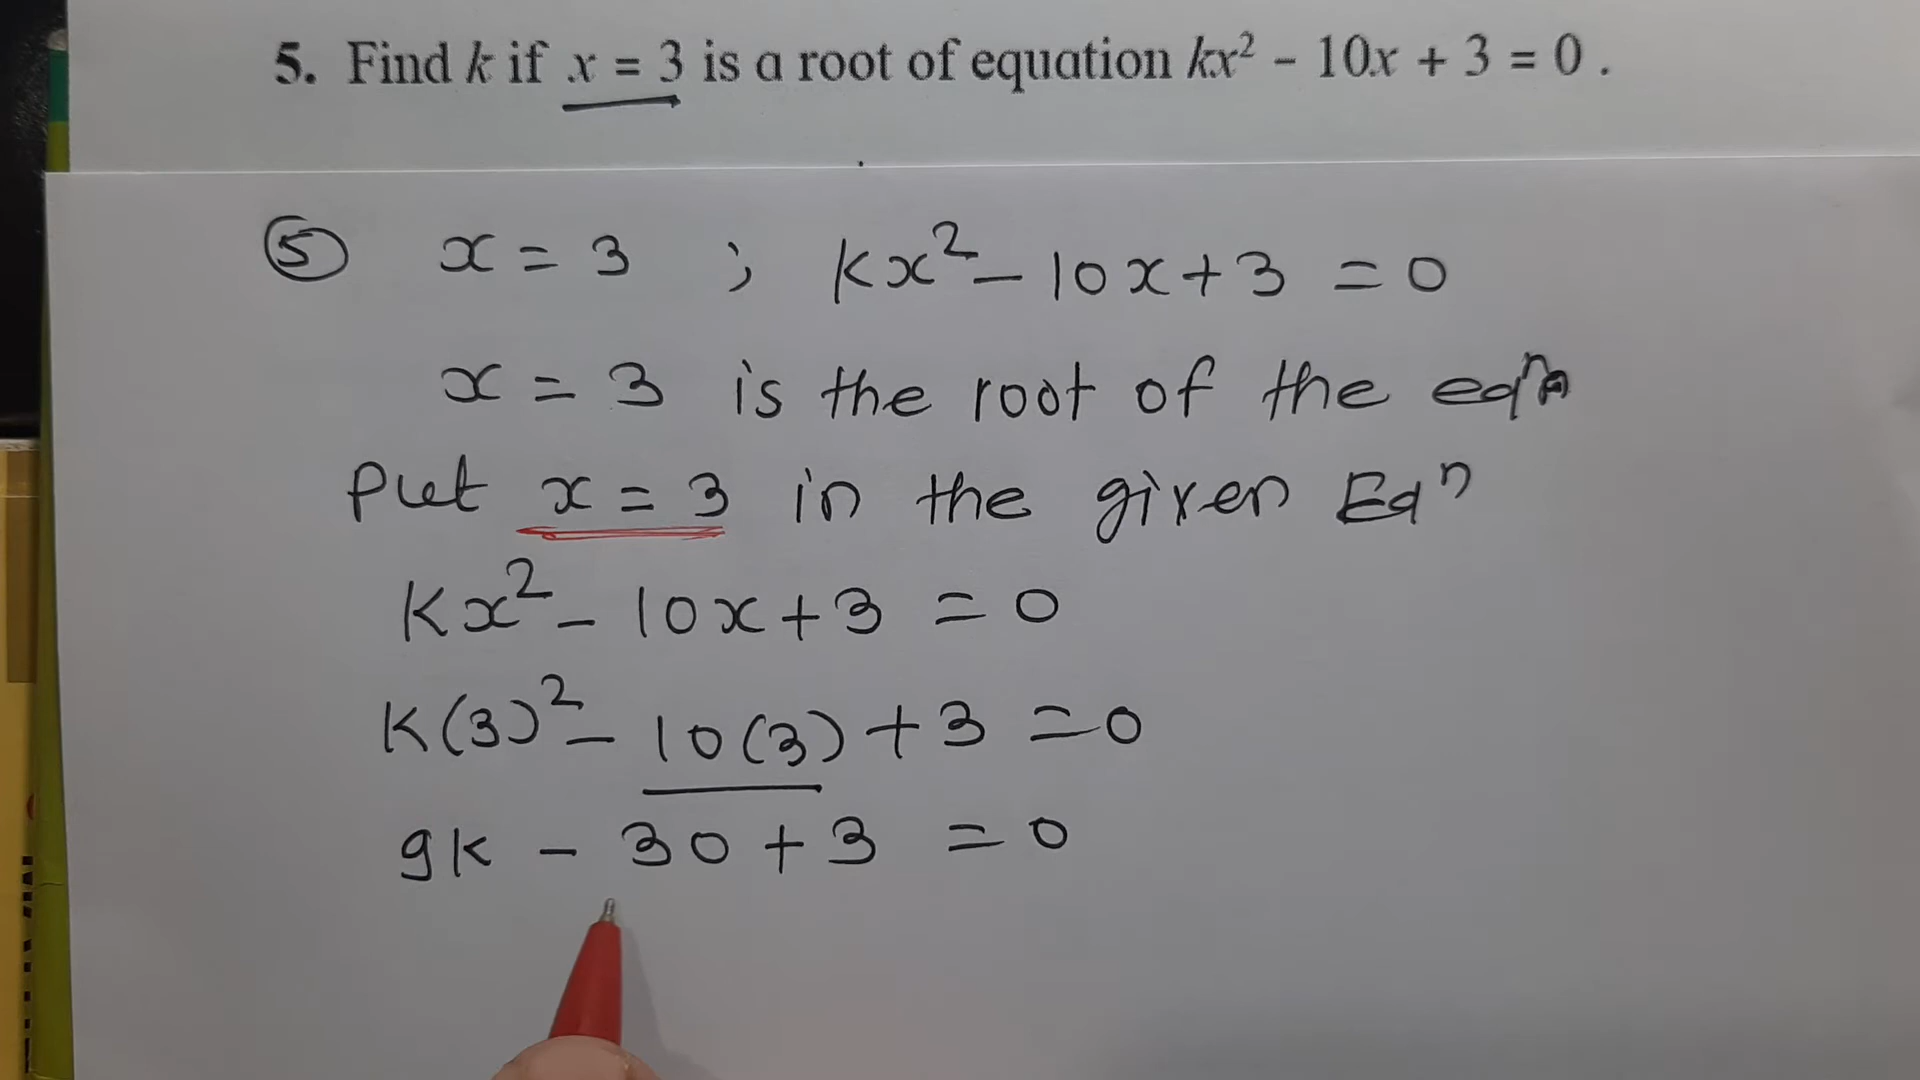 5. Find k if x = 3 is a root of equation kx² - 10x + 3 = 0 .
⑤ x = 3 ; kx² - 10x + 3 = 0
x = 3 is the root of the eqⁿ
Put x = 3 in the given Eqⁿ
Kx² - 10x + 3 = 0
K(3)² - 10(3) + 3 = 0
9k - 30 + 3 = 0